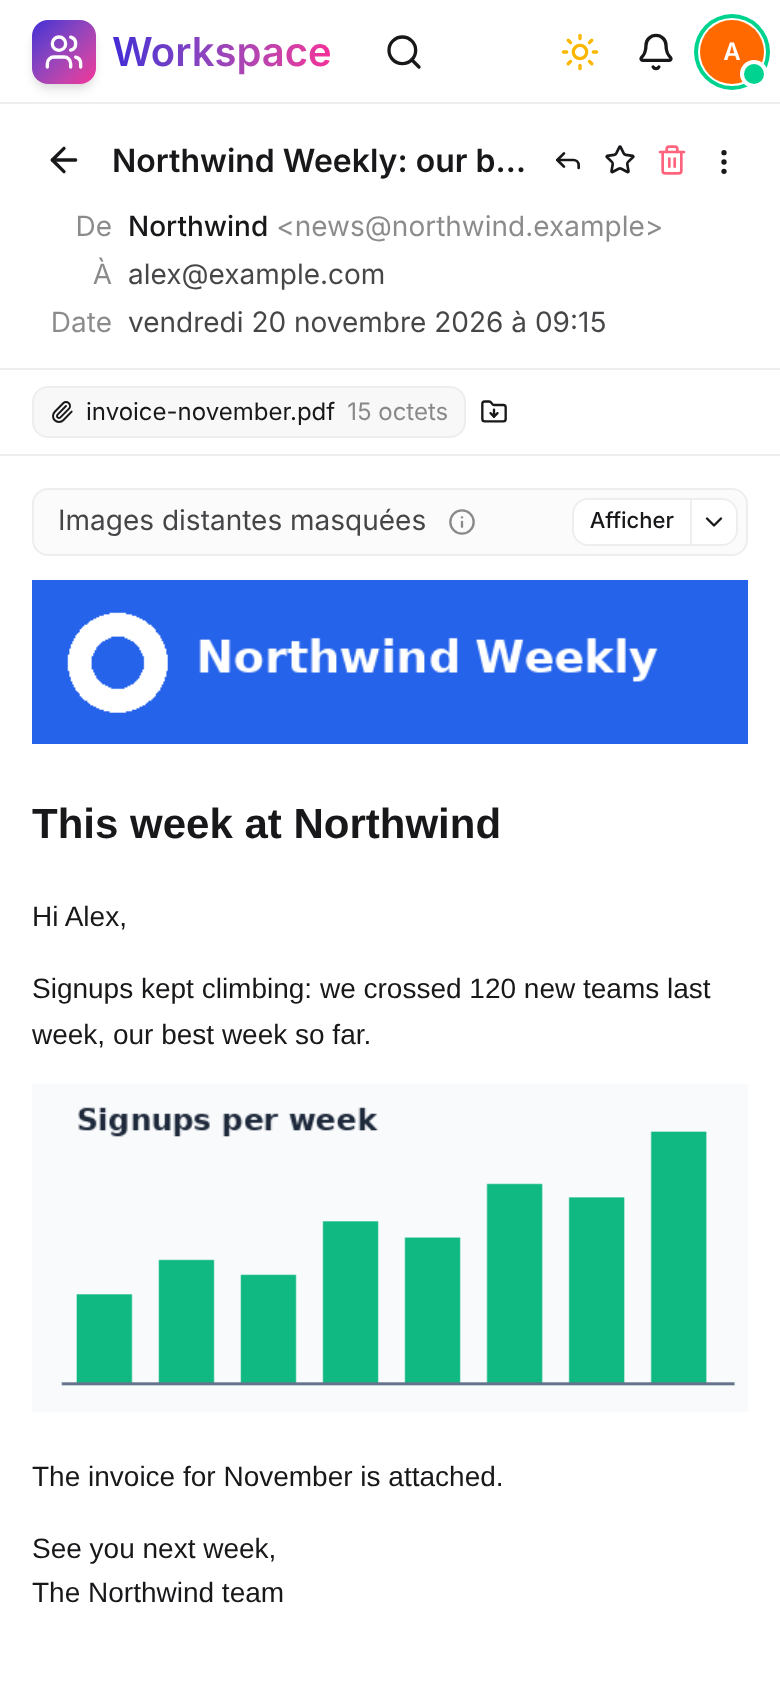 Workspace
A
Northwind Weekly: our b...
De Northwind <news@northwind.example>
À alex@example.com
Date vendredi 20 novembre 2026 à 09:15
invoice-november.pdf 15 octets
Images distantes masquées
Afficher
Northwind Weekly
This week at Northwind
Hi Alex,
Signups kept climbing: we crossed 120 new teams last
week, our best week so far.
Signups per week
The invoice for November is attached.
See you next week,
The Northwind team